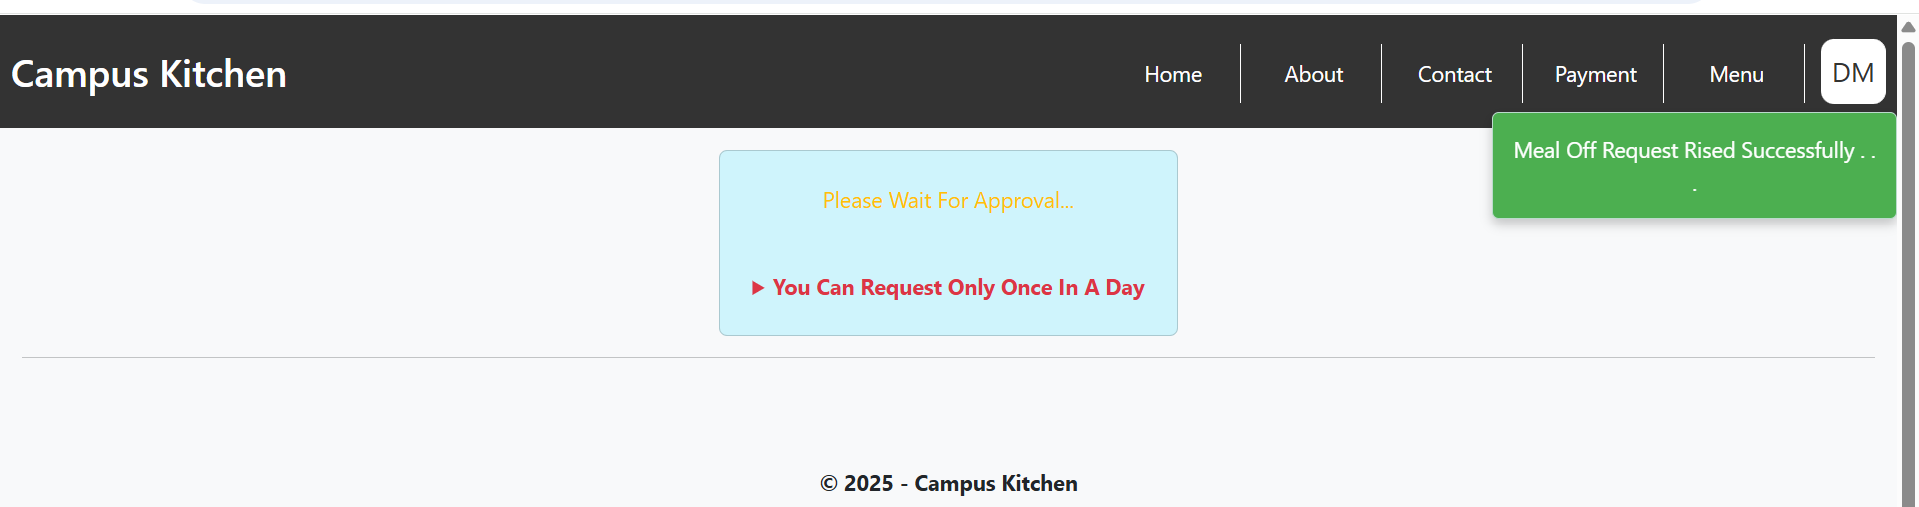 Campus Kitchen
Home
About
Contact
Payment
Menu
DM
Meal Off Request Rised Successfully . .
.
Please Wait For Approval...
▶ You Can Request Only Once In A Day
© 2025 - Campus Kitchen